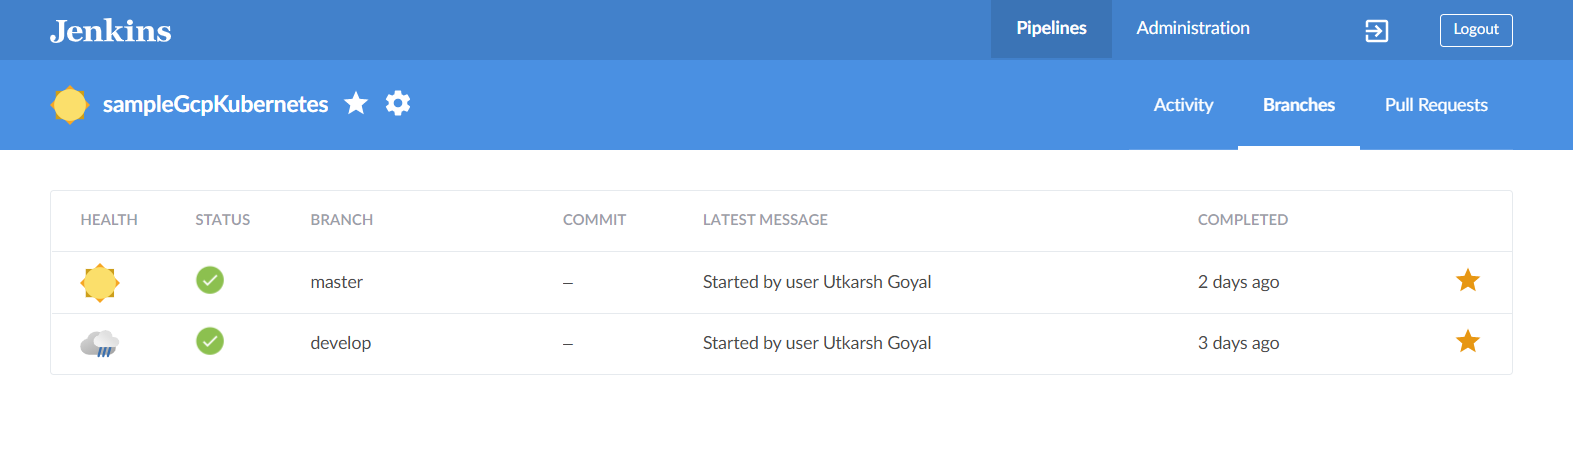 Jenkins Pipelines Administration Logout
sampleGcpKubernetes Activity Branches Pull Requests
HEALTH STATUS BRANCH COMMIT LATEST MESSAGE COMPLETED
master – Started by user Utkarsh Goyal 2 days ago
develop – Started by user Utkarsh Goyal 3 days ago